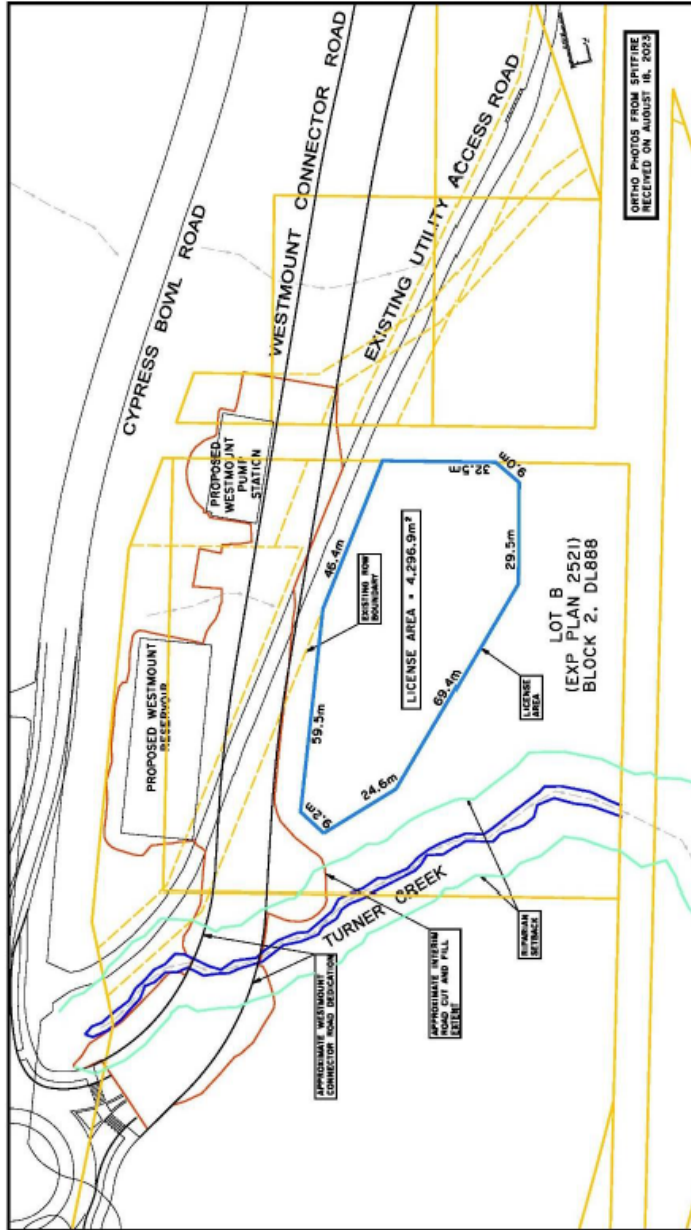 ORTHO PHOTOS FROM SPITFIRE
RECEIVED ON AUGUST 18, 2023
CYPRESS BOWL ROAD
WESTMOUNT CONNECTOR ROAD
EXISTING UTILITY ACCESS ROAD
PROPOSED
WESTMOUNT
PUMP
STATION
PROPOSED WESTMOUNT
RESERVOIR
EXISTING ROW
BOUNDARY
46.4m
32.5m
9.0m
29.5m
69.4m
24.6m
9.2m
59.5m
LICENSE AREA = 4,296.9m²
LICENSE
AREA
LOT B
(EXP PLAN 2521)
BLOCK 2, DL888
TURNER CREEK
RIPARIAN
SETBACK
APPROXIMATE INTERIM
ROAD CUT AND FILL
EXTENT
APPROXIMATE WESTMOUNT
CONNECTOR ROAD DEDICATION